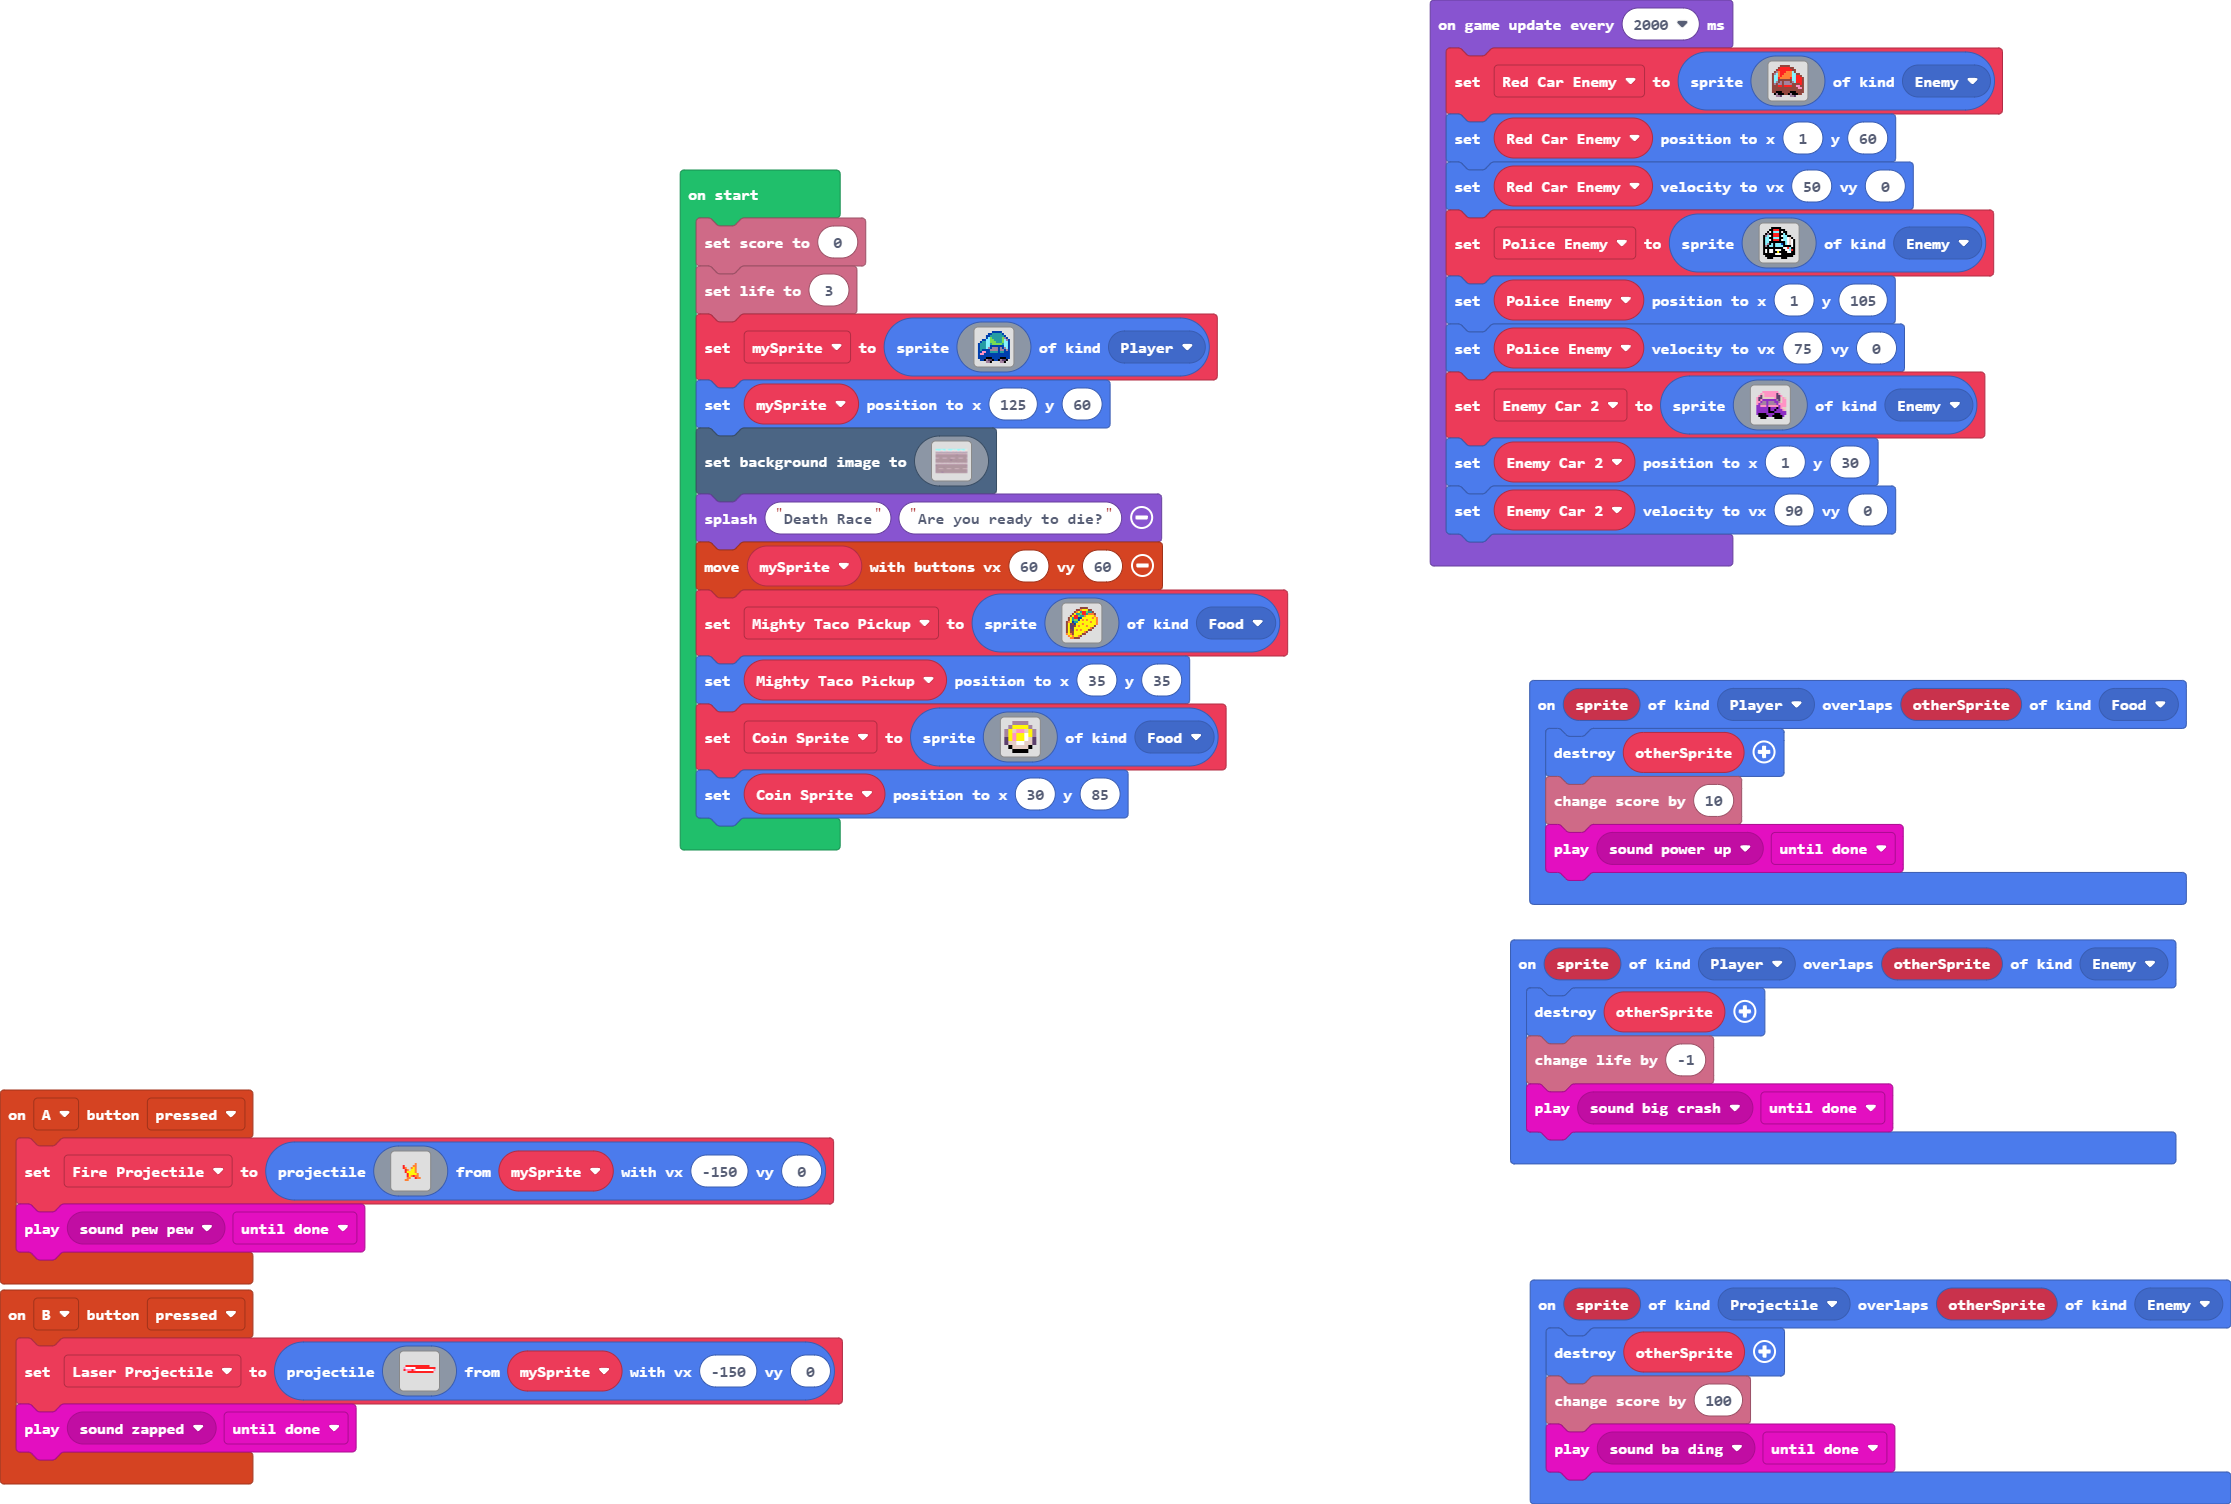 on start
set score to 0
set life to 3
set mySprite to sprite of kind Player
set mySprite position to x 125 y 60
set background image to
splash "Death Race" "Are you ready to die?"
move mySprite with buttons vx 60 vy 60
set Mighty Taco Pickup to sprite of kind Food
set Mighty Taco Pickup position to x 35 y 35
set Coin Sprite to sprite of kind Food
set Coin Sprite position to x 30 y 85
on game update every 2000 ms
set Red Car Enemy to sprite of kind Enemy
set Red Car Enemy position to x 1 y 60
set Red Car Enemy velocity to vx 50 vy 0
set Police Enemy to sprite of kind Enemy
set Police Enemy position to x 1 y 105
set Police Enemy velocity to vx 75 vy 0
set Enemy Car 2 to sprite of kind Enemy
set Enemy Car 2 position to x 1 y 30
set Enemy Car 2 velocity to vx 90 vy 0
on sprite of kind Player overlaps otherSprite of kind Food
destroy otherSprite
change score by 10
play sound power up until done
on sprite of kind Player overlaps otherSprite of kind Enemy
destroy otherSprite
change life by -1
play sound big crash until done
on A button pressed
set Fire Projectile to projectile from mySprite with vx -150 vy 0
play sound pew pew until done
on B button pressed
set Laser Projectile to projectile from mySprite with vx -150 vy 0
play sound zapped until done
on sprite of kind Projectile overlaps otherSprite of kind Enemy
destroy otherSprite
change score by 100
play sound ba ding until done